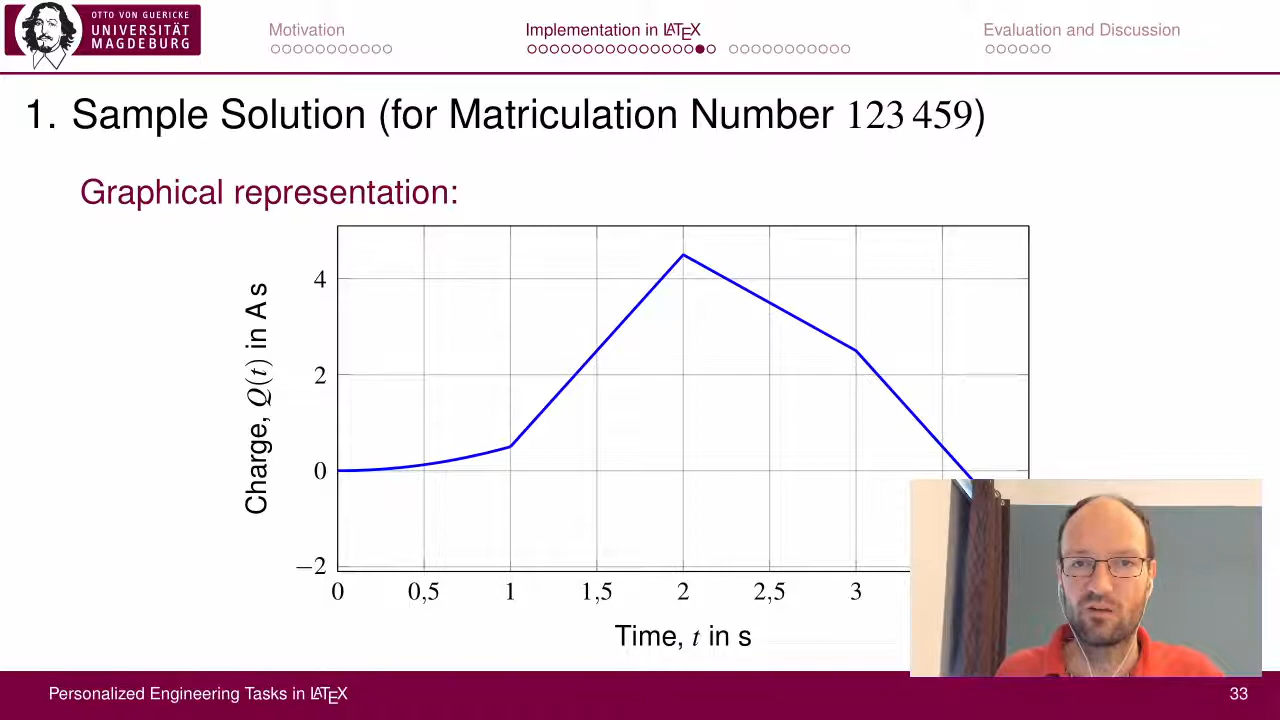 OTTO VON GUERICKE
UNIVERSITÄT
MAGDEBURG
Motivation
Implementation in LATEX
Evaluation and Discussion
1. Sample Solution (for Matriculation Number 123 459)
Graphical representation:
Charge, Q(t) in A s
4
2
0
−2
0 0,5 1 1,5 2 2,5 3
Time, t in s
Personalized Engineering Tasks in LATEX
33